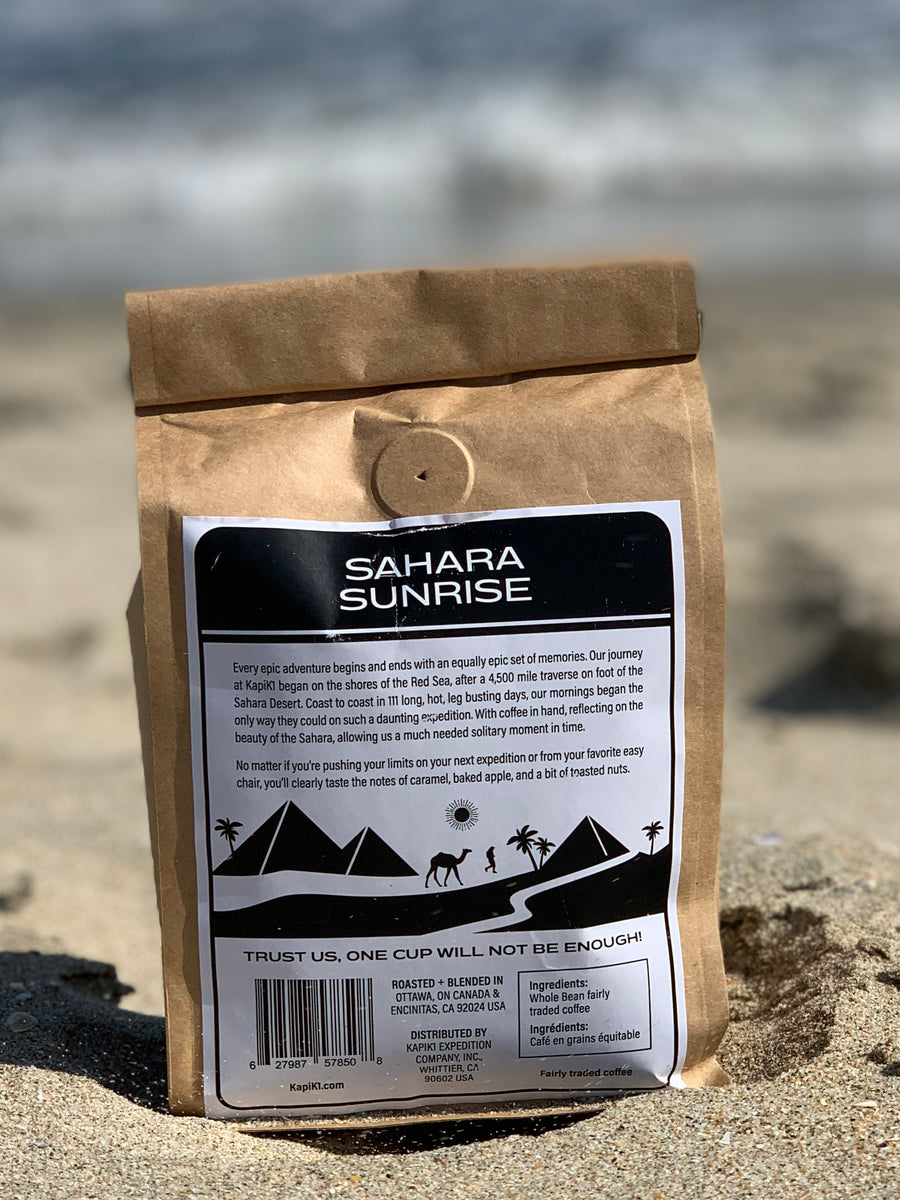 SAHARA
SUNRISE
Every epic adventure begins and ends with an equally epic set of memories. Our journey
at KapiK1 began on the shores of the Red Sea, after a 4,500 mile traverse on foot of the
Sahara Desert. Coast to coast in 111 long, hot, leg busting days, our mornings began the
only way they could on such a daunting expedition. With coffee in hand, reflecting on the
beauty of the Sahara, allowing us a much needed solitary moment in time.
No matter if you're pushing your limits on your next expedition or from your favorite easy
chair, you'll clearly taste the notes of caramel, baked apple, and a bit of toasted nuts.
TRUST US, ONE CUP WILL NOT BE ENOUGH!
6 27987 57850 8
KapiK1.com
ROASTED + BLENDED IN
OTTAWA, ON CANADA &
ENCINITAS, CA 92024 USA
DISTRIBUTED BY
KAPIK1 EXPEDITION
COMPANY, INC.,
WHITTIER, CA
90602 USA
Ingredients:
Whole Bean fairly
traded coffee
Ingrédients:
Café en grains équitable
Fairly traded coffee